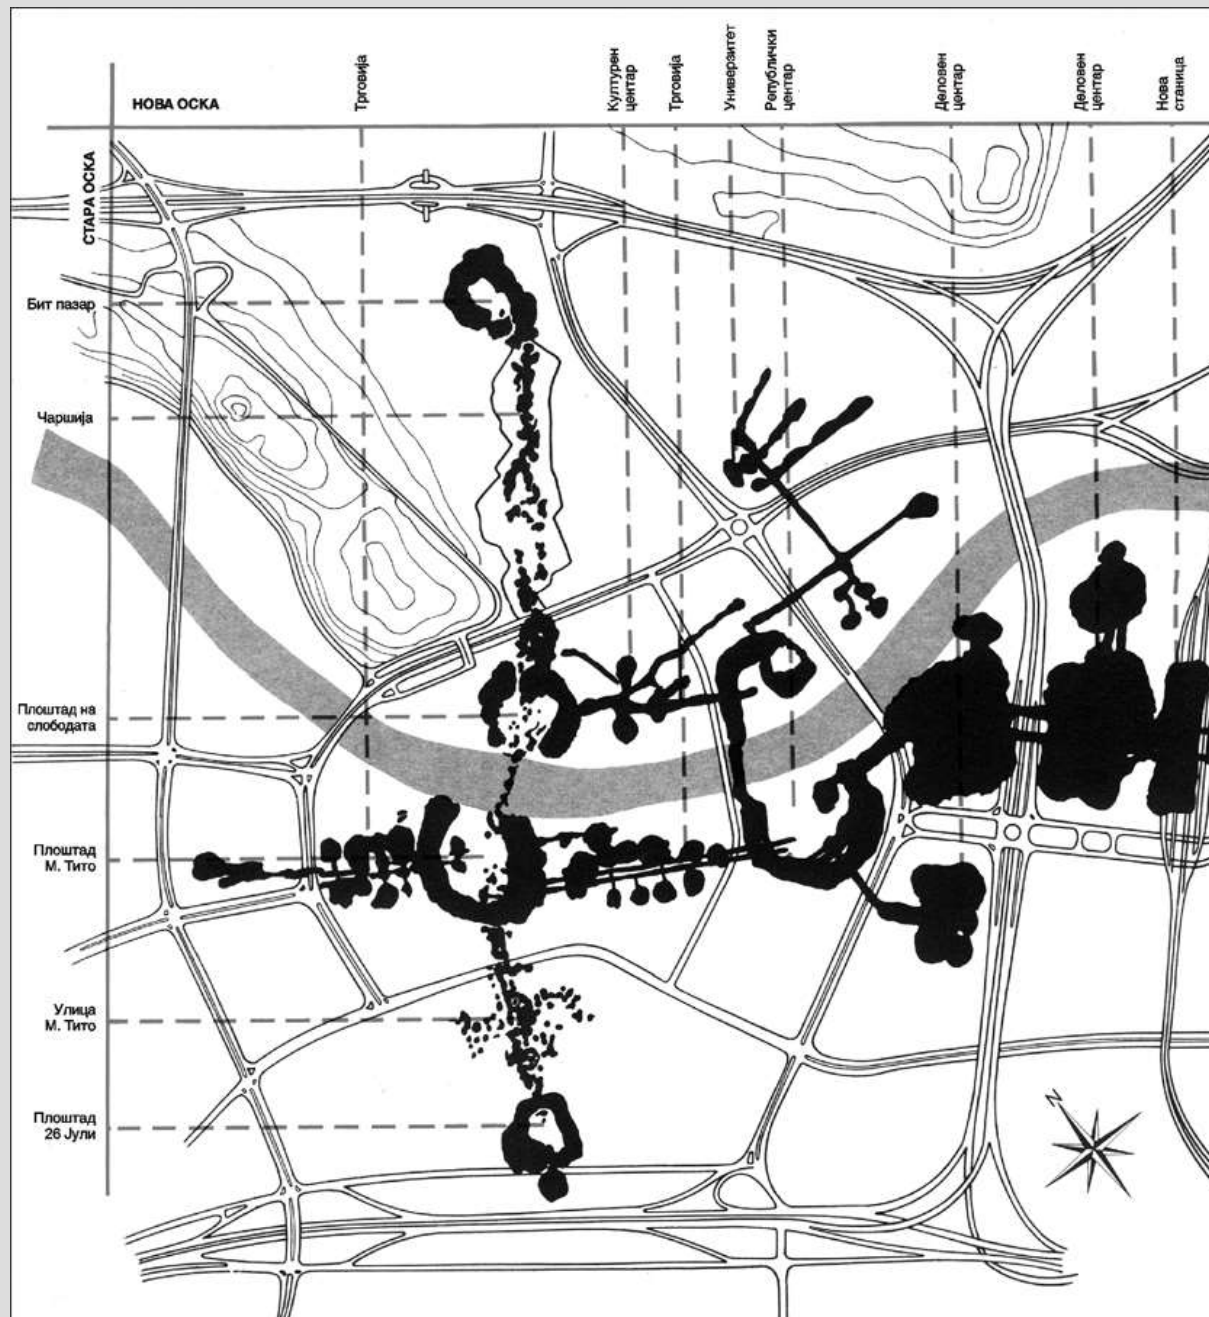 НОВА ОСКА
Трговија
Културен
центар
Трговија
Универзитет
Републички
центар
Деловен
центар
Деловен
центар
Нова
станица
СТАРА ОСКА
Бит пазар
Чаршија
Плоштад на
слободата
Плоштад
М. Тито
Улица
М. Тито
Плоштад
26 Јули
N